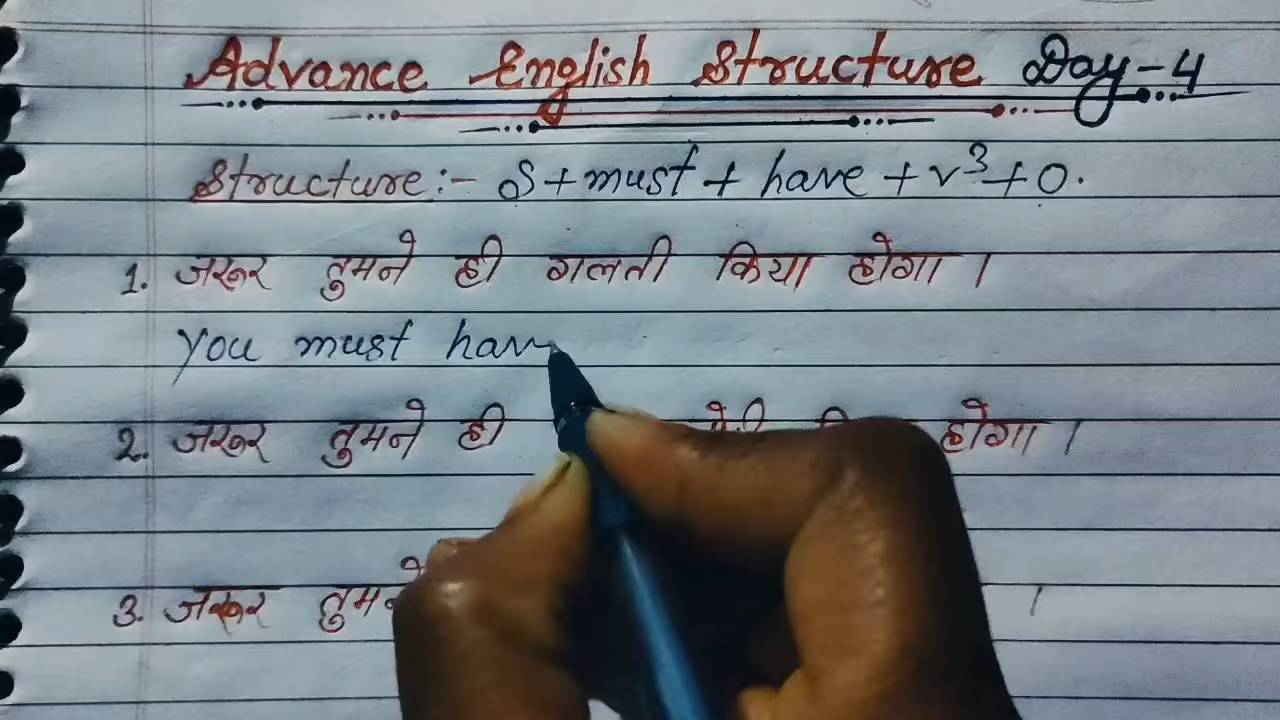 Advance English Structure Day-4
Structure:- S + must + have + v³ + o.
1. जरूर तुमने ही गलती किया होगा ।
You must hav
2. जरूर तुमने ही होगा ।
3. जरूर ।